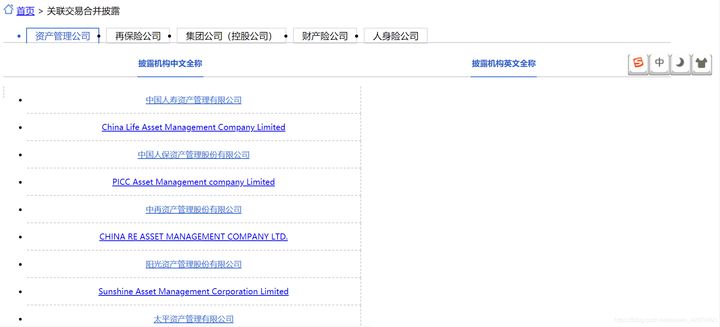 首页 > 关联交易合并披露
资产管理公司 再保险公司 集团公司（控股公司） 财产险公司 人身险公司
披露机构中文全称 披露机构英文全称
中
中国人寿资产管理有限公司
China Life Asset Management Company Limited
中国人保资产管理股份有限公司
PICC Asset Management company Limited
中再资产管理股份有限公司
CHINA RE ASSET MANAGEMENT COMPANY LTD.
阳光资产管理股份有限公司
Sunshine Asset Management Corporation Limited
太平资产管理有限公司